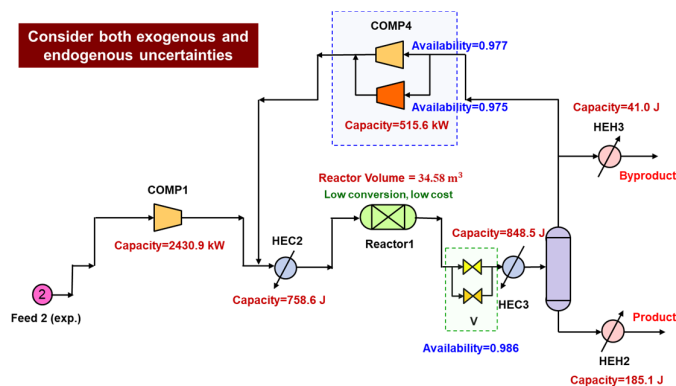 Consider both exogenous and
endogenous uncertainties
COMP4
Availability=0.977
Availability=0.975
Capacity=515.6 kW
Capacity=41.0 J
HEH3
Byproduct
Reactor Volume = 34.58 m³
Low conversion, low cost
COMP1
Capacity=2430.9 kW
HEC2
Capacity=758.6 J
Reactor1
Capacity=848.5 J
HEC3
V
Availability=0.986
2
Feed 2 (exp.)
Product
HEH2
Capacity=185.1 J